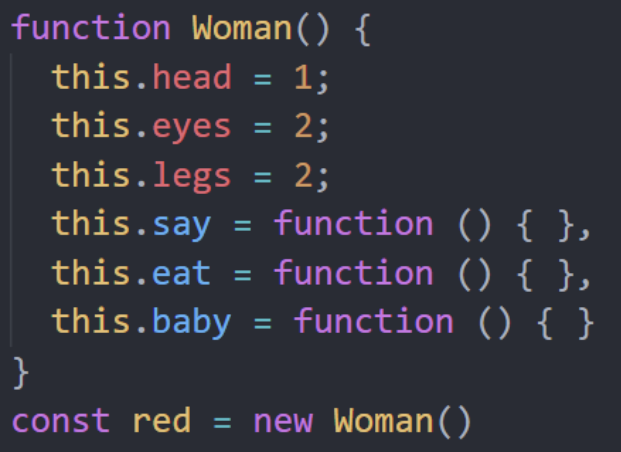 function Woman() {
  this.head = 1;
  this.eyes = 2;
  this.legs = 2;
  this.say = function () { },
  this.eat = function () { },
  this.baby = function () { }
}
const red = new Woman()